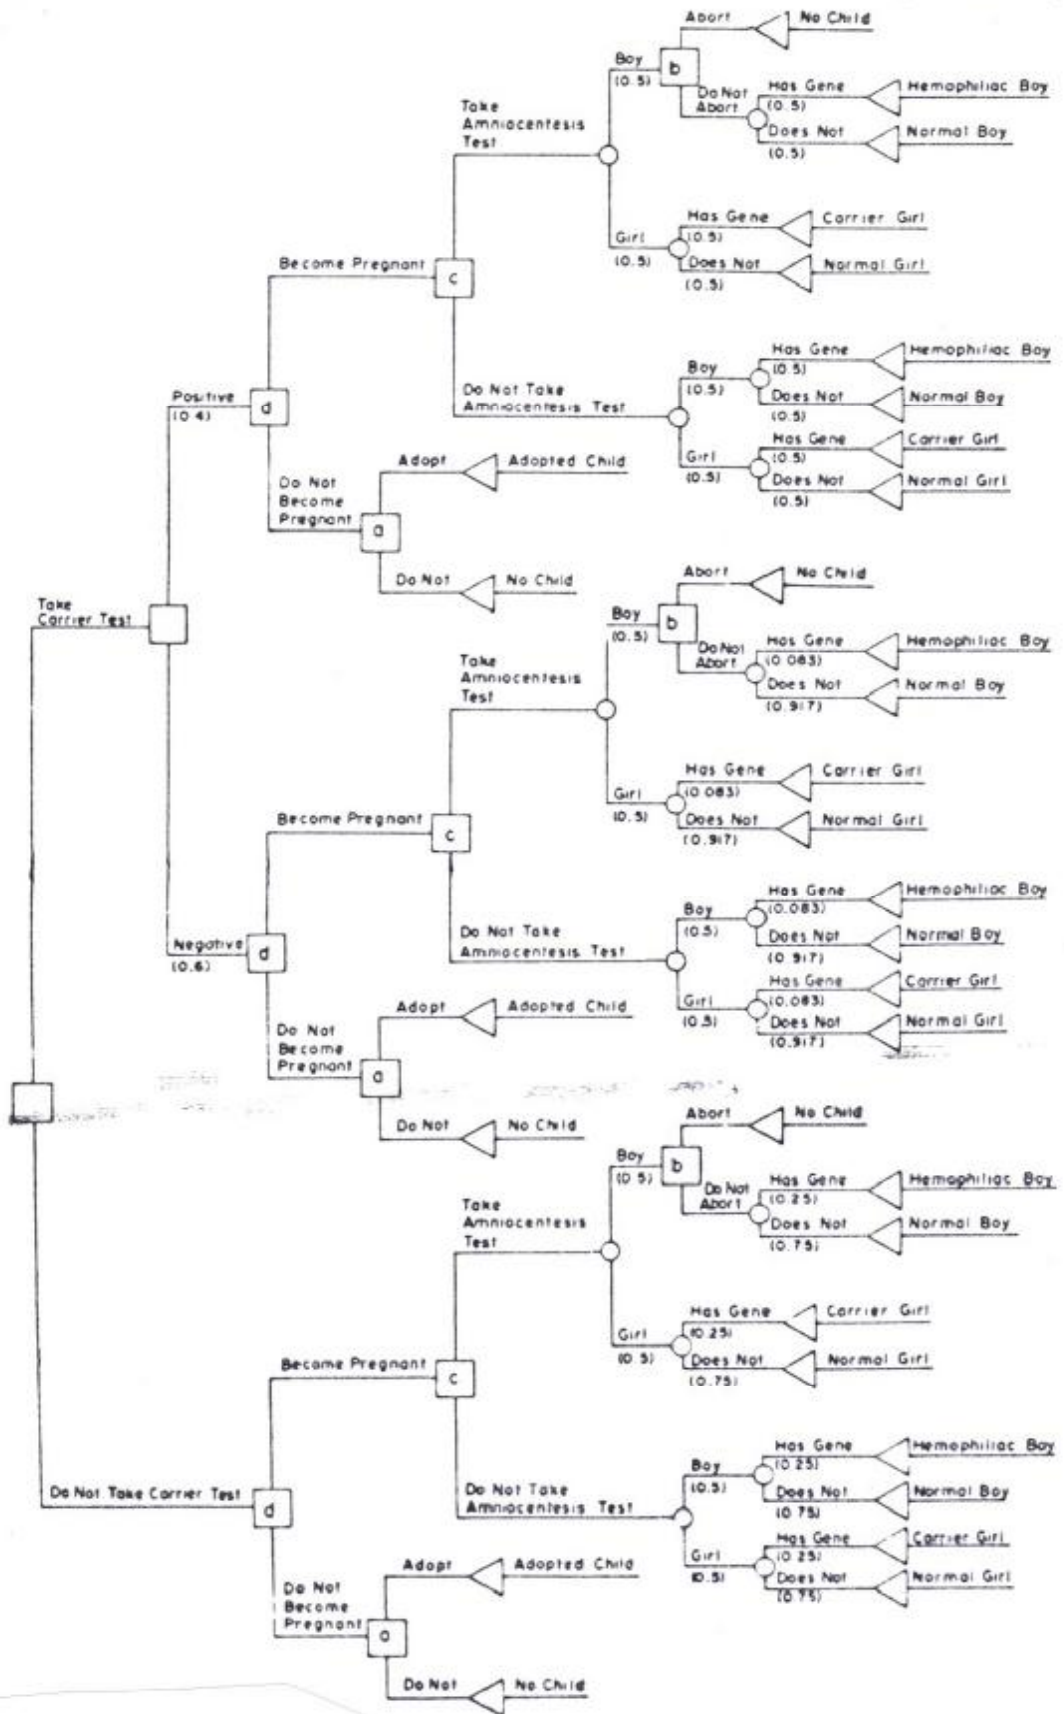 Abort
No Child
Boy
(0.5)
b
Do Not
Abort
Has Gene
(0.5)
Hemophiliac Boy
Does Not
(0.5)
Normal Boy
Take
Amniocentesis
Test
Girl
(0.5)
Has Gene
(0.5)
Carrier Girl
Does Not
(0.5)
Normal Girl
Become Pregnant
c
Positive
(0.4)
d
Do Not Take
Amniocentesis Test
Boy
(0.5)
Has Gene
(0.5)
Hemophiliac Boy
Does Not
(0.5)
Normal Boy
Girl
(0.5)
Has Gene
(0.5)
Carrier Girl
Does Not
(0.5)
Normal Girl
Do Not
Become
Pregnant
a
Adopt
Adopted Child
Do Not
No Child
Take
Carrier Test
Abort
No Child
Boy
(0.5)
b
Do Not
Abort
Has Gene
(0.083)
Hemophiliac Boy
Does Not
(0.917)
Normal Boy
Take
Amniocentesis
Test
Girl
(0.5)
Has Gene
(0.083)
Carrier Girl
Does Not
(0.917)
Normal Girl
Become Pregnant
c
Negative
(0.6)
d
Do Not Take
Amniocentesis Test
Boy
(0.5)
Has Gene
(0.083)
Hemophiliac Boy
Does Not
(0.917)
Normal Boy
Girl
(0.5)
Has Gene
(0.083)
Carrier Girl
Does Not
(0.917)
Normal Girl
Do Not
Become
Pregnant
a
Adopt
Adopted Child
Do Not
No Child
Abort
No Child
Boy
(0.5)
b
Do Not
Abort
Has Gene
(0.25)
Hemophiliac Boy
Does Not
(0.75)
Normal Boy
Take
Amniocentesis
Test
Girl
(0.5)
Has Gene
(0.25)
Carrier Girl
Does Not
(0.75)
Normal Girl
Become Pregnant
c
Do Not Take Carrier Test
d
Do Not Take
Amniocentesis Test
Boy
(0.5)
Has Gene
(0.25)
Hemophiliac Boy
Does Not
(0.75)
Normal Boy
Girl
(0.5)
Has Gene
(0.25)
Carrier Girl
Does Not
(0.75)
Normal Girl
Do Not
Become
Pregnant
a
Adopt
Adopted Child
Do Not
No Child